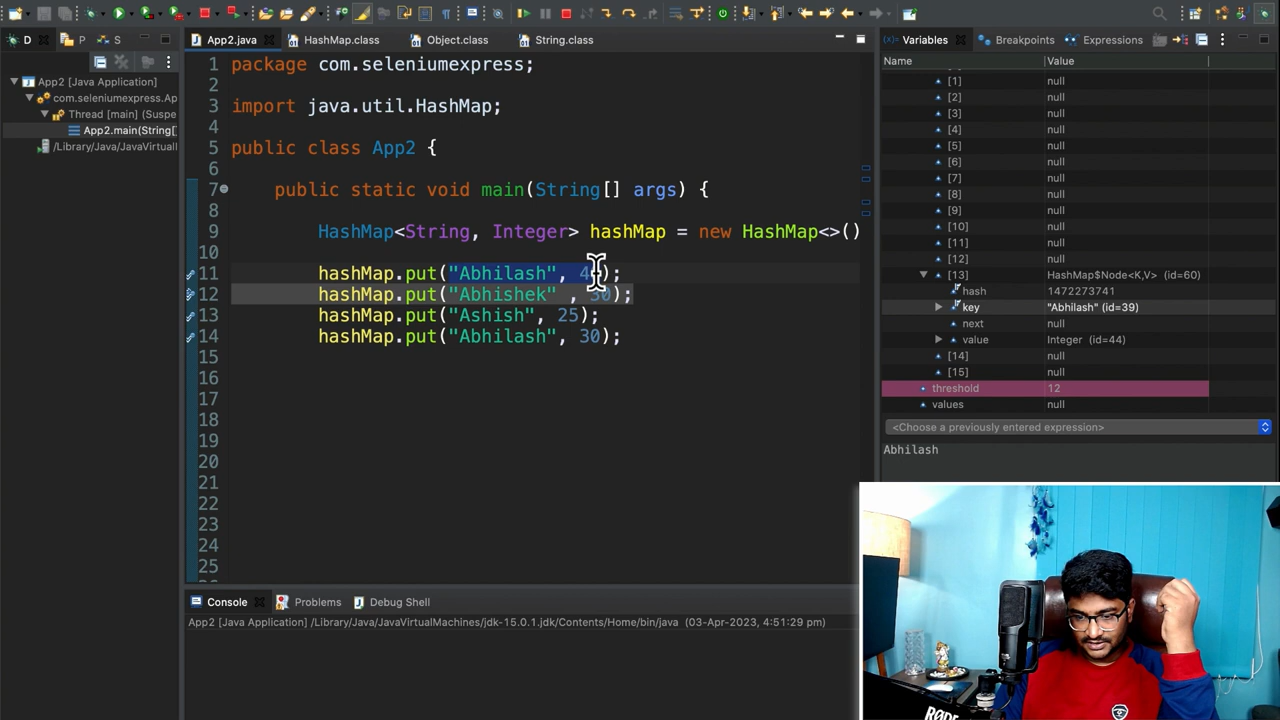 App2.java
HashMap.class
Object.class
String.class
D
P
S
App2 [Java Application]
com.seleniumexpress.Ap
Thread [main] (Suspe
App2.main(String[
/Library/Java/JavaVirtual
1 package com.seleniumexpress;
2
3 import java.util.HashMap;
4
5 public class App2 {
6
7 public static void main(String[] args) {
8
9 HashMap<String, Integer> hashMap = new HashMap<>()
10
11 hashMap.put("Abhilash", 4 );
12 hashMap.put("Abhishek" , 30);
13 hashMap.put("Ashish", 25);
14 hashMap.put("Abhilash", 30);
15
16
17
18
19
20
21
22
23
24
25
Console
Problems
Debug Shell
App2 [Java Application] /Library/Java/JavaVirtualMachines/jdk-15.0.1.jdk/Contents/Home/bin/java (03-Apr-2023, 4:51:29 pm)
Variables
Breakpoints
Expressions
Name Value
[1] null
[2] null
[3] null
[4] null
[5] null
[6] null
[7] null
[8] null
[9] null
[10] null
[11] null
[12] null
[13] HashMap$Node<K,V> (id=60)
hash 1472273741
key "Abhilash" (id=39)
next null
value Integer (id=44)
[14] null
[15] null
threshold 12
values null
<Choose a previously entered expression>
Abhilash
RØDE